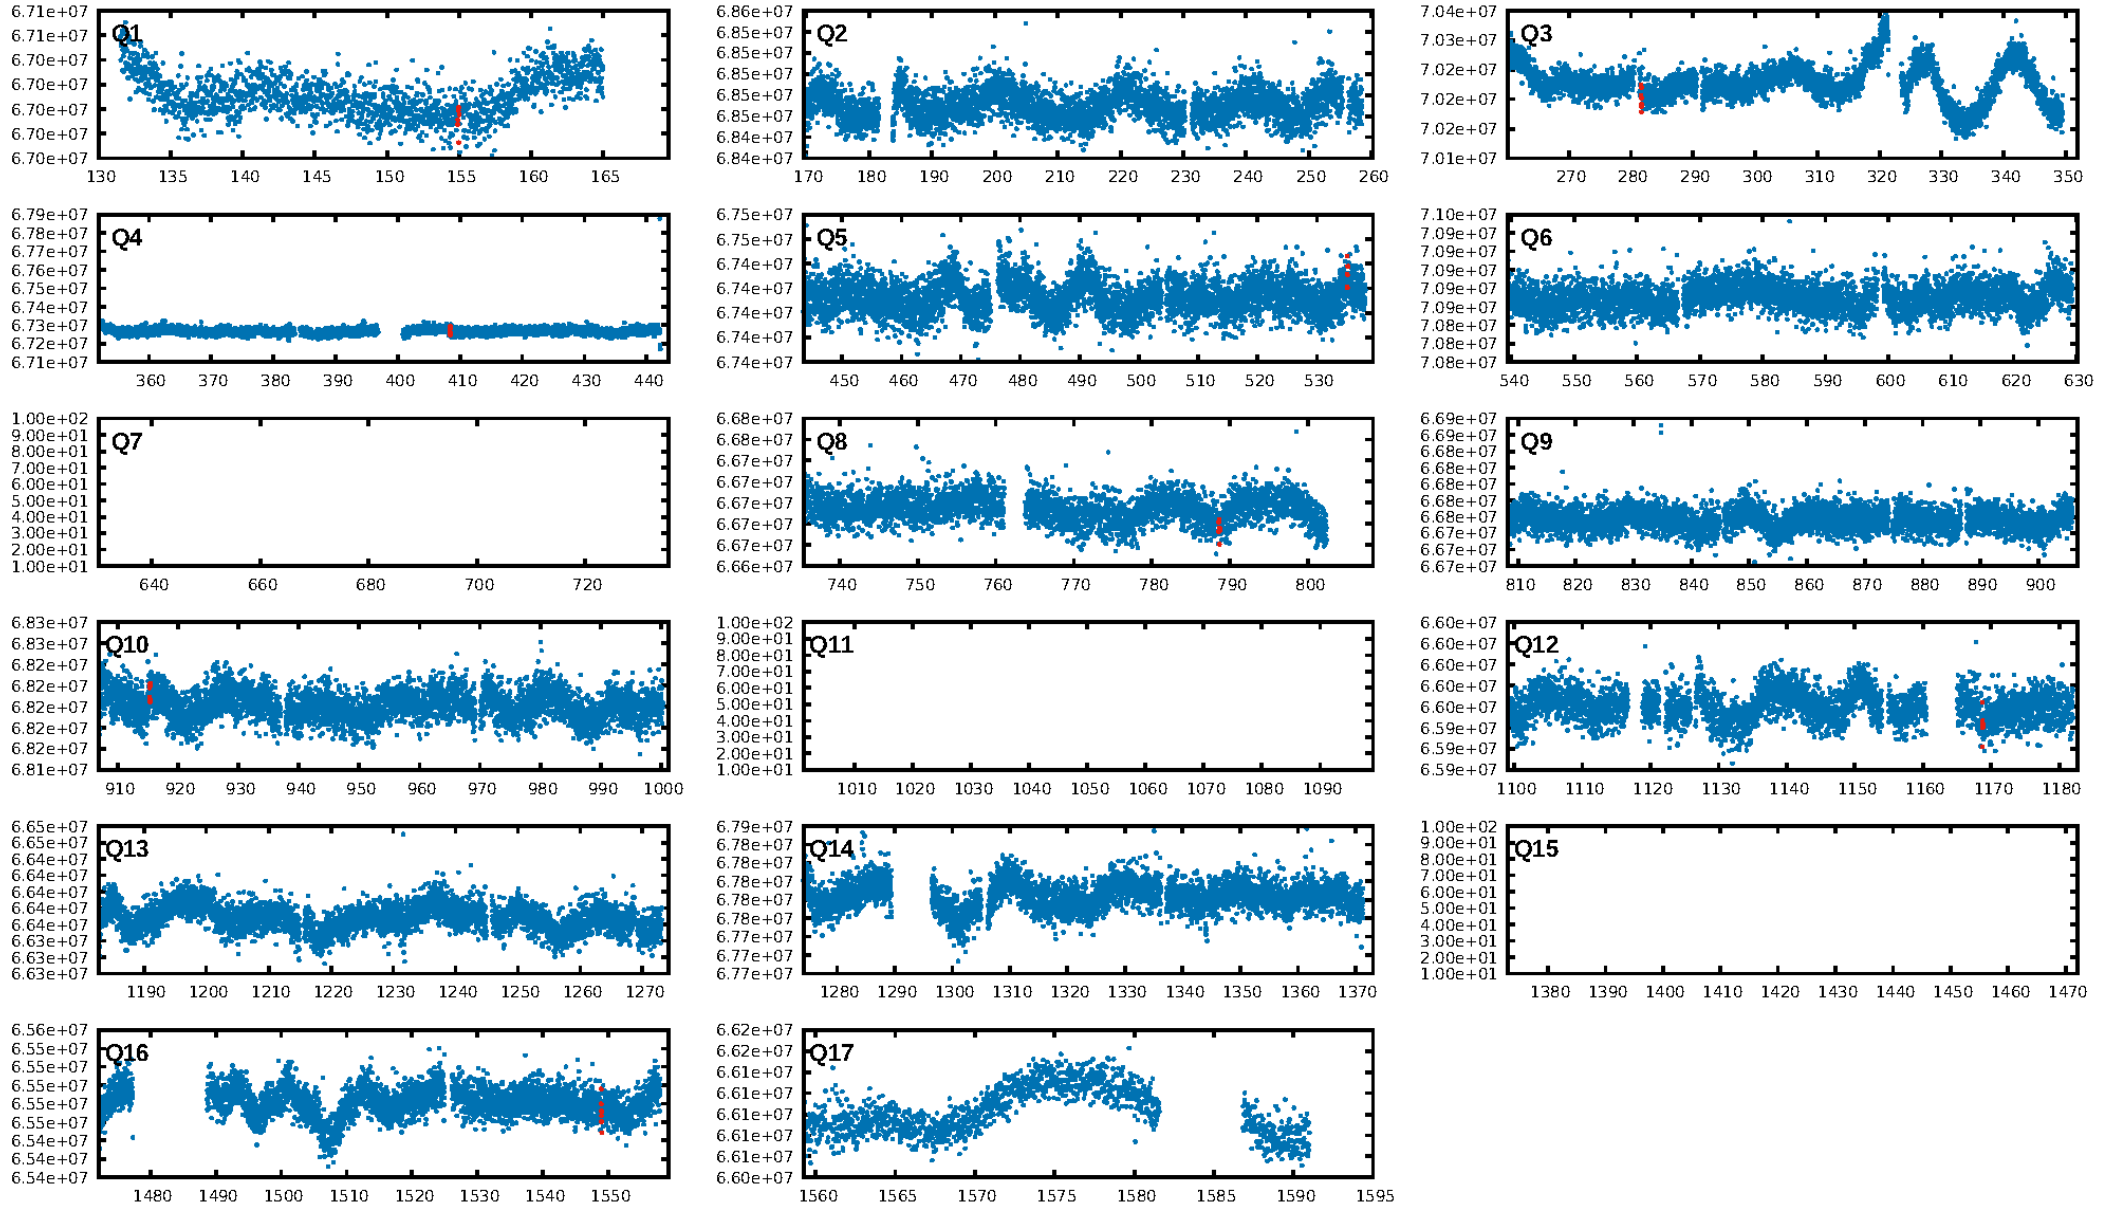 Q1
6.71e+07
6.71e+07
6.70e+07
6.70e+07
6.70e+07
6.70e+07
6.70e+07
130 135 140 145 150 155 160 165
Q2
6.86e+07
6.85e+07
6.85e+07
6.85e+07
6.85e+07
6.85e+07
6.84e+07
6.84e+07
170 180 190 200 210 220 230 240 250 260
Q3
7.04e+07
7.03e+07
7.02e+07
7.02e+07
7.02e+07
7.01e+07
270 280 290 300 310 320 330 340 350
Q4
6.79e+07
6.78e+07
6.77e+07
6.76e+07
6.75e+07
6.74e+07
6.73e+07
6.72e+07
6.71e+07
360 370 380 390 400 410 420 430 440
Q5
6.75e+07
6.75e+07
6.74e+07
6.74e+07
6.74e+07
6.74e+07
6.74e+07
450 460 470 480 490 500 510 520 530
Q6
7.10e+07
7.09e+07
7.09e+07
7.09e+07
7.09e+07
7.08e+07
7.08e+07
7.08e+07
540 550 560 570 580 590 600 610 620 630
Q7
1.00e+02
9.00e+01
8.00e+01
7.00e+01
6.00e+01
5.00e+01
4.00e+01
3.00e+01
2.00e+01
1.00e+01
640 660 680 700 720
Q8
6.68e+07
6.68e+07
6.67e+07
6.67e+07
6.67e+07
6.67e+07
6.67e+07
6.66e+07
740 750 760 770 780 790 800
Q9
6.69e+07
6.69e+07
6.68e+07
6.68e+07
6.68e+07
6.68e+07
6.68e+07
6.67e+07
6.67e+07
6.67e+07
810 820 830 840 850 860 870 880 890 900
Q10
6.83e+07
6.83e+07
6.82e+07
6.82e+07
6.82e+07
6.82e+07
6.82e+07
6.81e+07
910 920 930 940 950 960 970 980 990 1000
Q11
1.00e+02
9.00e+01
8.00e+01
7.00e+01
6.00e+01
5.00e+01
4.00e+01
3.00e+01
2.00e+01
1.00e+01
1010 1020 1030 1040 1050 1060 1070 1080 1090
Q12
6.60e+07
6.60e+07
6.60e+07
6.60e+07
6.60e+07
6.59e+07
6.59e+07
6.59e+07
1100 1110 1120 1130 1140 1150 1160 1170 1180
Q13
6.65e+07
6.65e+07
6.64e+07
6.64e+07
6.64e+07
6.64e+07
6.64e+07
6.63e+07
6.63e+07
6.63e+07
1190 1200 1210 1220 1230 1240 1250 1260 1270
Q14
6.79e+07
6.78e+07
6.78e+07
6.78e+07
6.78e+07
6.78e+07
6.77e+07
6.77e+07
6.77e+07
1280 1290 1300 1310 1320 1330 1340 1350 1360 1370
Q15
1.00e+02
9.00e+01
8.00e+01
7.00e+01
6.00e+01
5.00e+01
4.00e+01
3.00e+01
2.00e+01
1.00e+01
1380 1390 1400 1410 1420 1430 1440 1450 1460 1470
Q16
6.56e+07
6.55e+07
6.55e+07
6.55e+07
6.55e+07
6.55e+07
6.54e+07
6.54e+07
6.54e+07
1480 1490 1500 1510 1520 1530 1540 1550
Q17
6.62e+07
6.62e+07
6.61e+07
6.61e+07
6.61e+07
6.61e+07
6.61e+07
6.60e+07
1560 1565 1570 1575 1580 1585 1590 1595